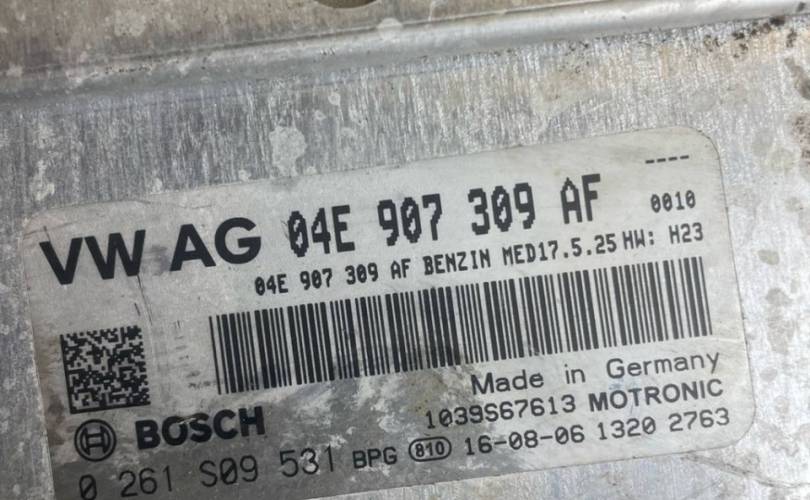 ----
VW AG 04E 907 309 AF 0010
04E 907 309 AF BENZIN MED17.5.25 HW: H23
Made in Germany
BOSCH 1039S67613 MOTRONIC
0 261 S09 531 BPG 810 16-08-06 1320 2763